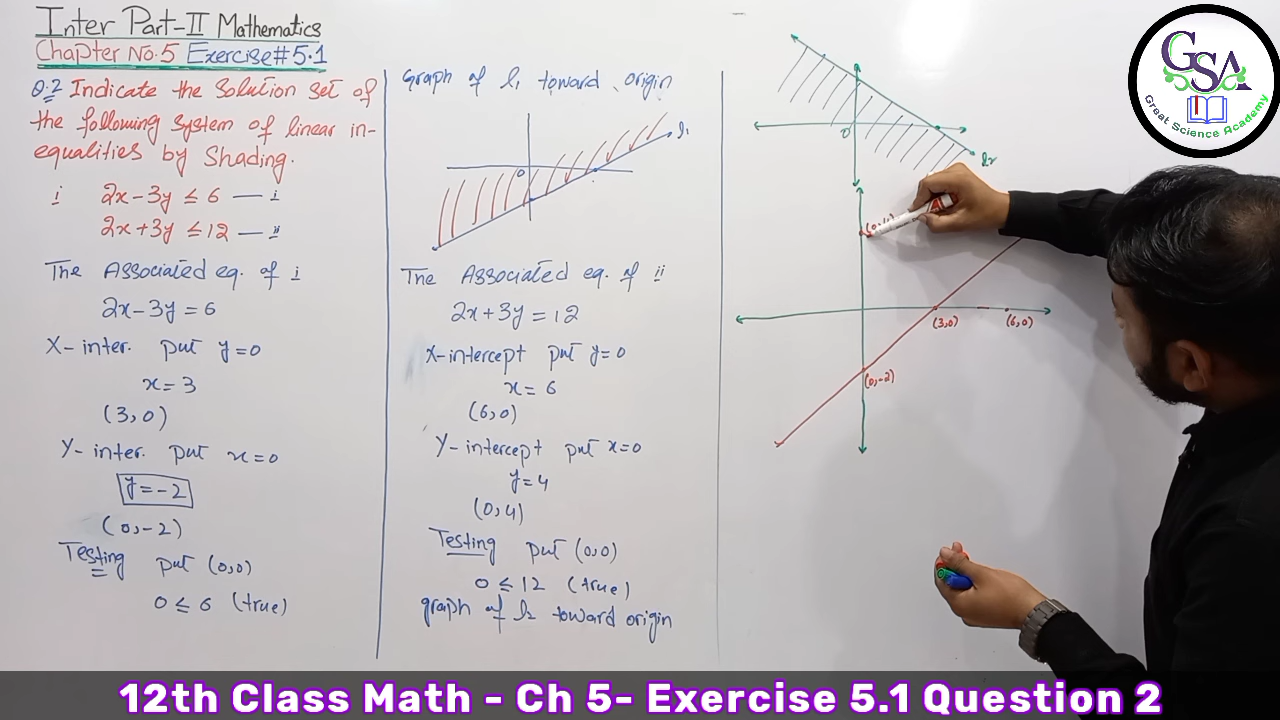 Inter Part-II Mathematics
Chapter No.5 Exercise#5.1
Q.2 Indicate the Solution set of
the following system of linear in-
equalities by Shading.
i 2x-3y ≤ 6 — i
2x+3y ≤ 12 — ii
The Associated eq. of i
2x-3y = 6
X-inter. put y=0
x = 3
(3,0)
Y-inter. put x=0
y = -2
(0,-2)
Testing put (0,0)
0 ≤ 6 (true)
Graph of l₁ toward origin
l₁
0
The Associated eq. of ii
2x+3y = 12
X-intercept put y=0
x = 6
(6,0)
Y-intercept put x=0
y = 4
(0,4)
Testing put (0,0)
0 ≤ 12 (true)
graph of l₂ toward origin
0
l₂
(3,0)
(6,0)
(0,-2)
GSA
Great Science Academy
12th Class Math - Ch 5- Exercise 5.1 Question 2